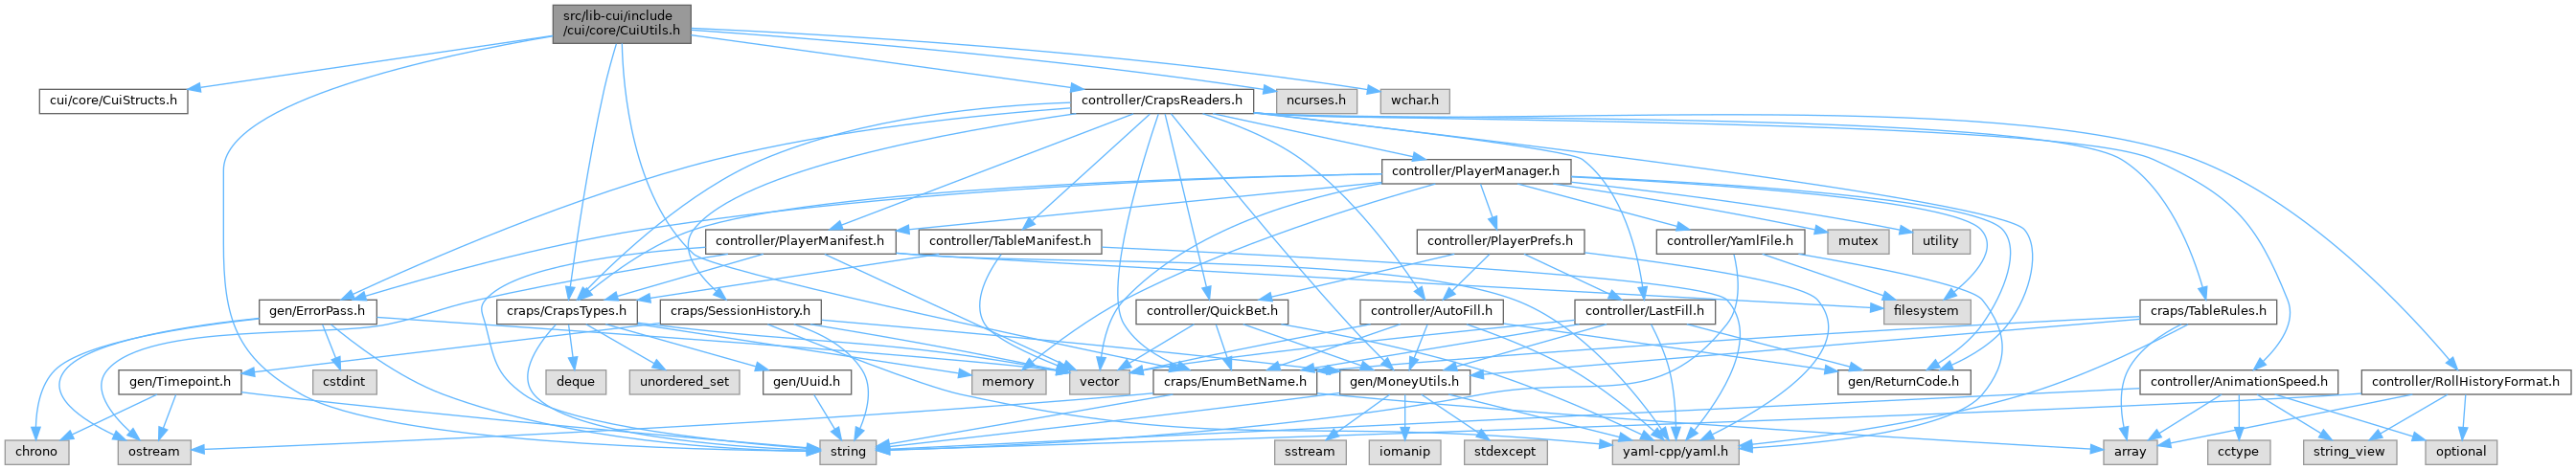 src/lib-cui/include
/cui/core/CuiUtils.h
cui/core/CuiStructs.h
controller/CrapsReaders.h
ncurses.h
wchar.h
controller/PlayerManager.h
controller/PlayerManifest.h
controller/TableManifest.h
controller/PlayerPrefs.h
controller/YamlFile.h
mutex
utility
gen/ErrorPass.h
craps/CrapsTypes.h
craps/SessionHistory.h
controller/QuickBet.h
controller/AutoFill.h
controller/LastFill.h
filesystem
craps/TableRules.h
gen/Timepoint.h
cstdint
deque
unordered_set
gen/Uuid.h
memory
vector
craps/EnumBetName.h
gen/MoneyUtils.h
gen/ReturnCode.h
controller/AnimationSpeed.h
controller/RollHistoryFormat.h
chrono
ostream
string
sstream
iomanip
stdexcept
yaml-cpp/yaml.h
array
cctype
string_view
optional